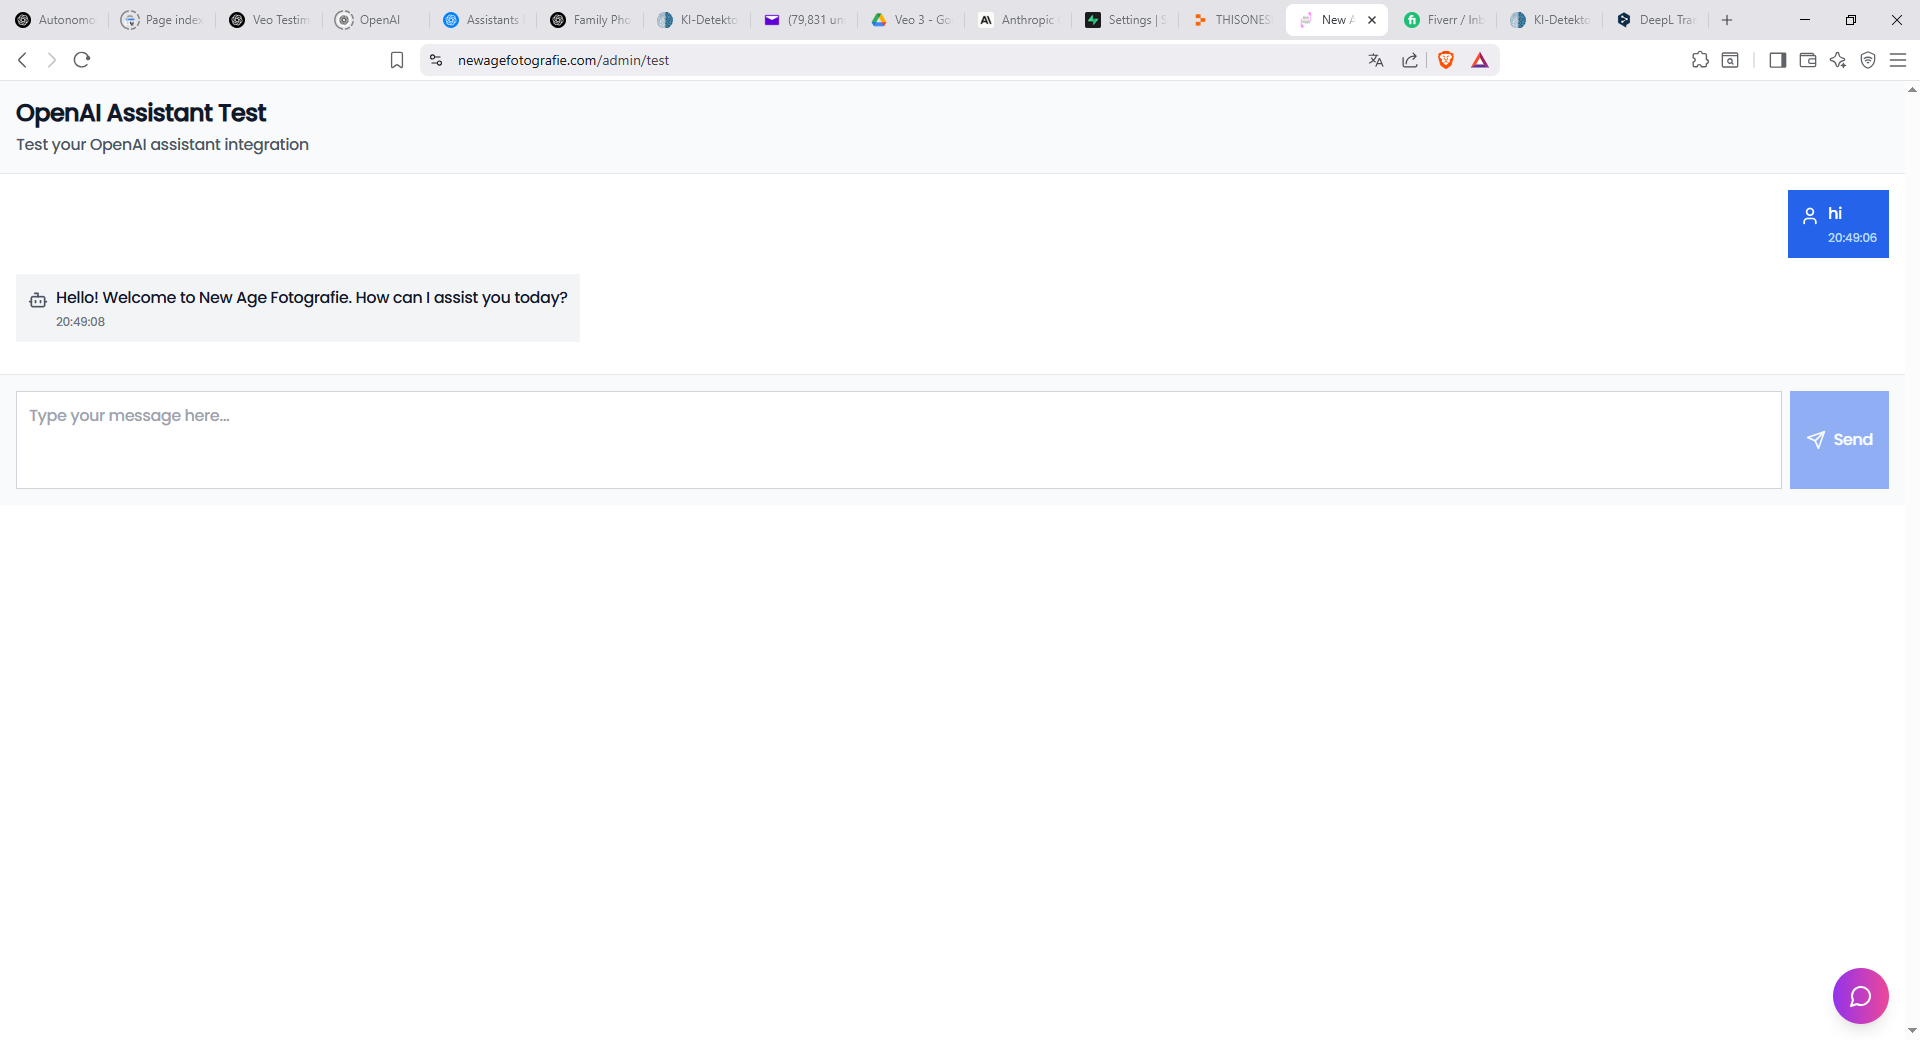 Autonomo
Page index
Veo Testim
OpenAI
Assistants
Family Pho
KI-Detekto
(79,831 un
Veo 3 - Go
Anthropic
Settings | S
THISONES
New A
Fiverr / Inb
KI-Detekto
DeepL Tra
newagefotografie.com/admin/test
OpenAI Assistant Test
Test your OpenAI assistant integration
hi
20:49:06
Hello! Welcome to New Age Fotografie. How can I assist you today?
20:49:08
Type your message here...
Send